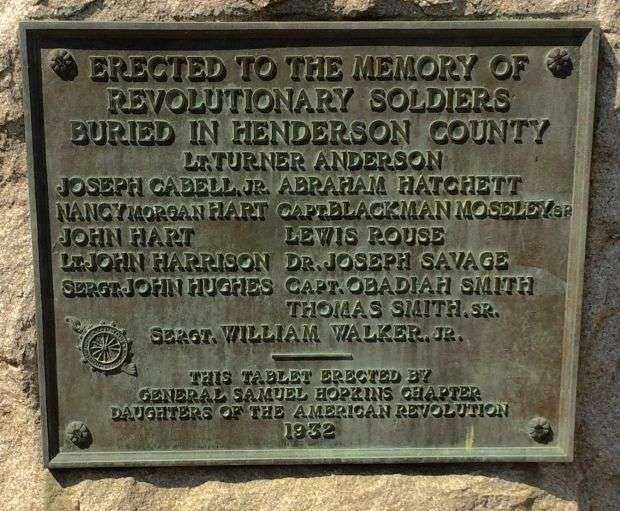 ERECTED TO THE MEMORY OF
REVOLUTIONARY SOLDIERS
BURIED IN HENDERSON COUNTY
LT. TURNER ANDERSON
JOSEPH CABELL, JR. ABRAHAM HATCHETT
NANCY MORGAN HART CAPT. BLACKMAN MOSELEY SR.
JOHN HART LEWIS ROUSE
LT. JOHN HARRISON DR. JOSEPH SAVAGE
SERGT. JOHN HUGHES CAPT. OBADIAH SMITH
THOMAS SMITH, SR.
SERGT. WILLIAM WALKER, JR.
THIS TABLET ERECTED BY
GENERAL SAMUEL HOPKINS CHAPTER
DAUGHTERS OF THE AMERICAN REVOLUTION
1932